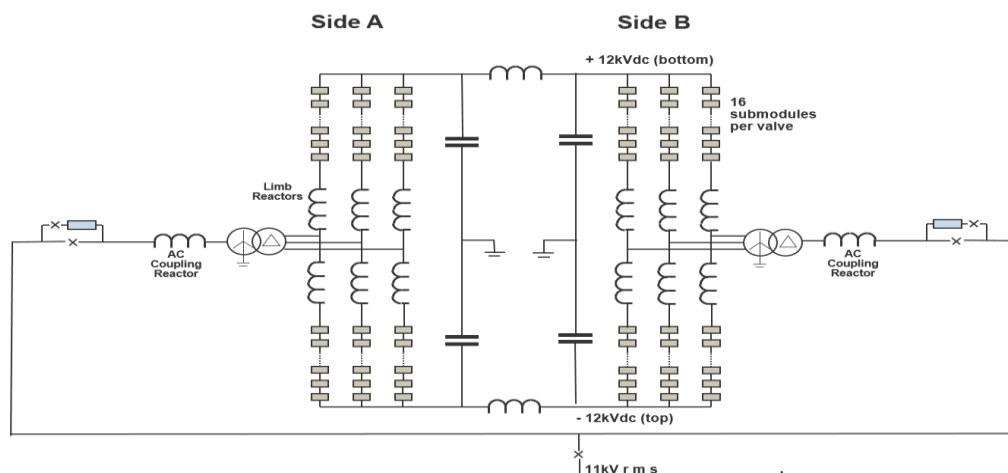 Side A
Side B
+ 12kVdc (bottom)
16
submodules
per valve
Limb
Reactors
AC
Coupling
Reactor
AC
Coupling
Reactor
- 12kVdc (top)
11kV r m s